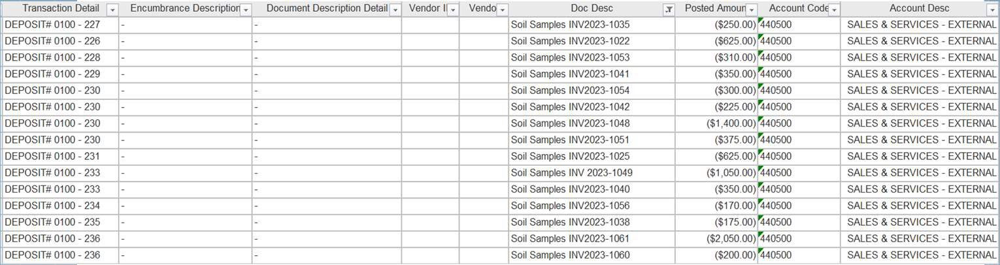 Transaction Detail Encumbrance Description Document Description Detail Vendor I Vendo Doc Desc Posted Amoun Account Code Account Desc
DEPOSIT# 0100 - 227 - - Soil Samples INV2023-1035 ($250.00) 440500 SALES & SERVICES - EXTERNAL
DEPOSIT# 0100 - 226 - - Soil Samples INV2023-1022 ($625.00) 440500 SALES & SERVICES - EXTERNAL
DEPOSIT# 0100 - 228 - - Soil Samples INV2023-1053 ($310.00) 440500 SALES & SERVICES - EXTERNAL
DEPOSIT# 0100 - 229 - - Soil Samples INV2023-1041 ($350.00) 440500 SALES & SERVICES - EXTERNAL
DEPOSIT# 0100 - 230 - - Soil Samples INV2023-1054 ($300.00) 440500 SALES & SERVICES - EXTERNAL
DEPOSIT# 0100 - 230 - - Soil Samples INV2023-1042 ($225.00) 440500 SALES & SERVICES - EXTERNAL
DEPOSIT# 0100 - 230 - - Soil Samples INV2023-1048 ($1,400.00) 440500 SALES & SERVICES - EXTERNAL
DEPOSIT# 0100 - 230 - - Soil Samples INV2023-1051 ($375.00) 440500 SALES & SERVICES - EXTERNAL
DEPOSIT# 0100 - 231 - - Soil Samples INV2023-1025 ($625.00) 440500 SALES & SERVICES - EXTERNAL
DEPOSIT# 0100 - 233 - - Soil Samples INV 2023-1049 ($1,050.00) 440500 SALES & SERVICES - EXTERNAL
DEPOSIT# 0100 - 233 - - Soil Samples INV2023-1040 ($350.00) 440500 SALES & SERVICES - EXTERNAL
DEPOSIT# 0100 - 234 - - Soil Samples INV2023-1056 ($170.00) 440500 SALES & SERVICES - EXTERNAL
DEPOSIT# 0100 - 235 - - Soil Samples INV2023-1038 ($175.00) 440500 SALES & SERVICES - EXTERNAL
DEPOSIT# 0100 - 236 - - Soil Samples INV2023-1061 ($2,050.00) 440500 SALES & SERVICES - EXTERNAL
DEPOSIT# 0100 - 236 - - Soil Samples INV2023-1060 ($200.00) 440500 SALES & SERVICES - EXTERNAL